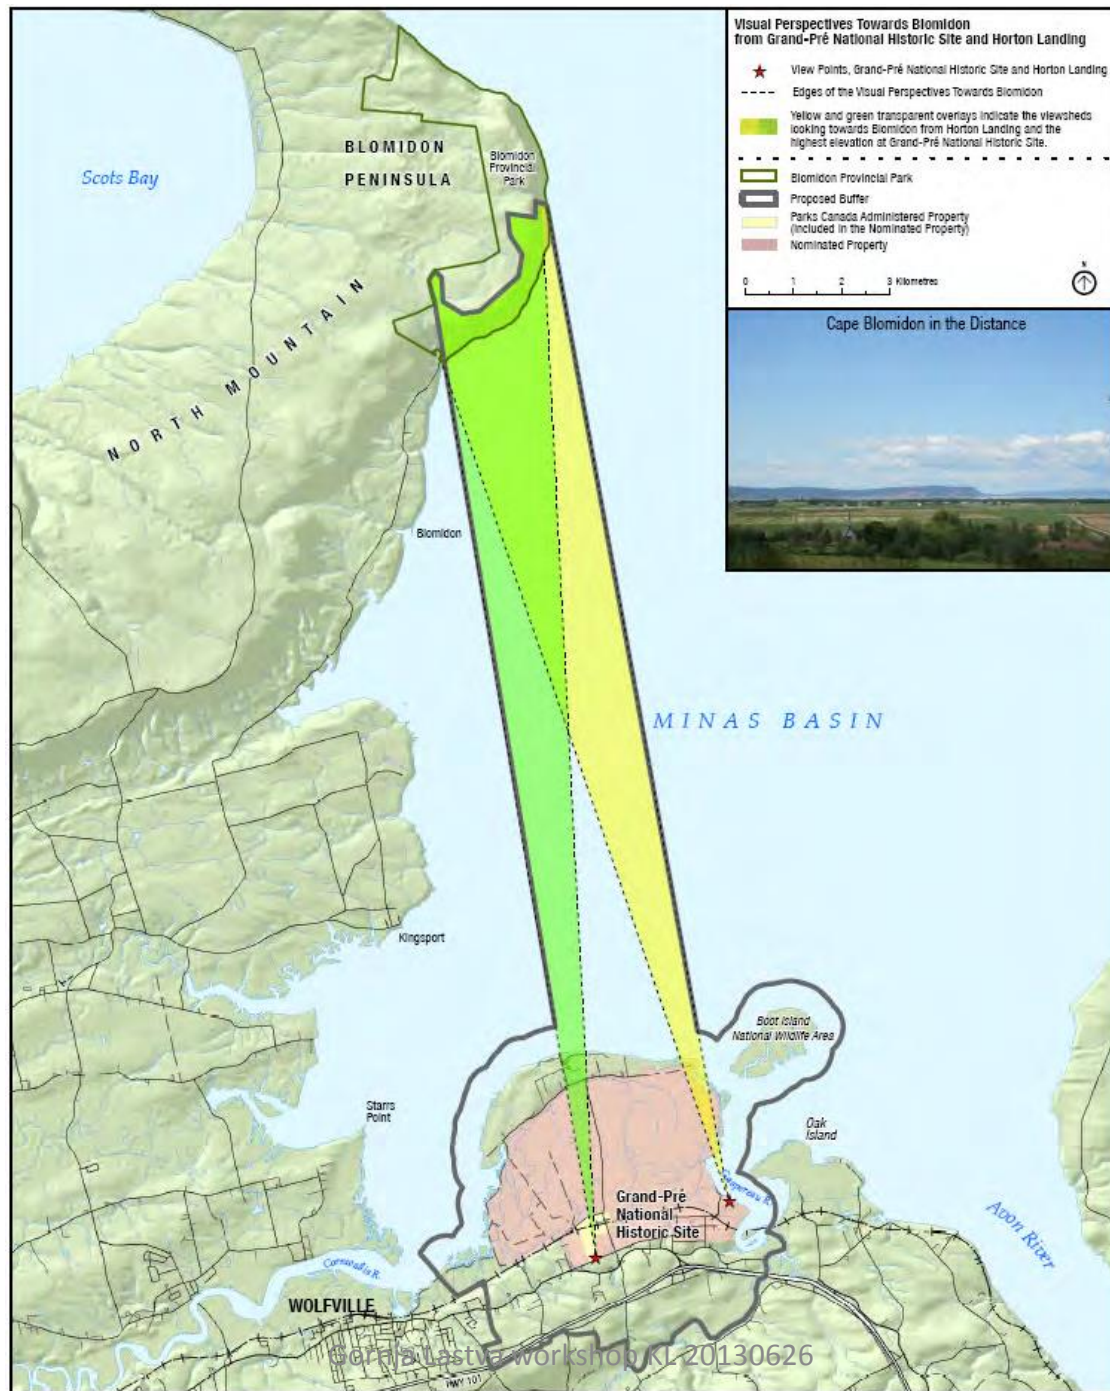 Visual Perspectives Towards Blomidon
from Grand-Pré National Historic Site and Horton Landing
View Points, Grand-Pré National Historic Site and Horton Landing
Edges of the Visual Perspectives Towards Blomidon
Yellow and green transparent overlays indicate the viewsheds
looking towards Blomidon from Horton Landing and the
highest elevation at Grand-Pré National Historic Site.
Blomidon Provincial Park
Proposed Buffer
Parks Canada Administered Property
(included in the Nominated Property)
Nominated Property
0 1 2 3 Kilometres
N
Cape Blomidon in the Distance
Scots Bay
BLOMIDON
PENINSULA
Blomidon
Provincial
Park
NORTH MOUNTAIN
Blomidon
MINAS BASIN
Kingsport
Boot Island
National Wildlife Area
Starrs
Point
Oak
Island
Gaspereau R.
Grand-Pré
National
Historic Site
Avon River
Cornwallis R.
WOLFVILLE
Gornja Lastva workshop KL 20130626
HWY 101